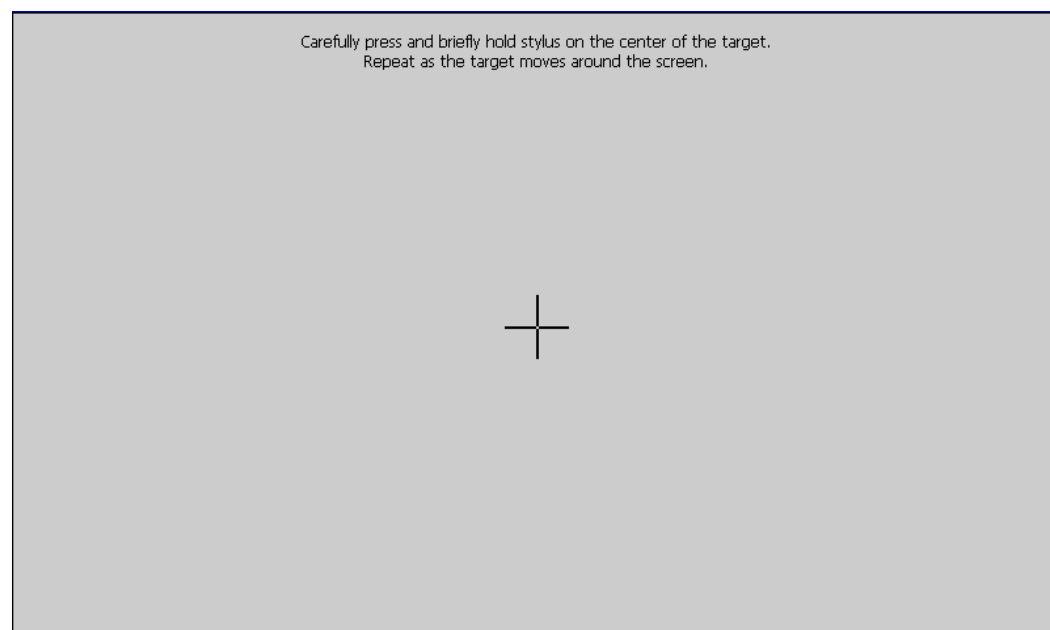 Carefully press and briefly hold stylus on the center of the target.
Repeat as the target moves around the screen.